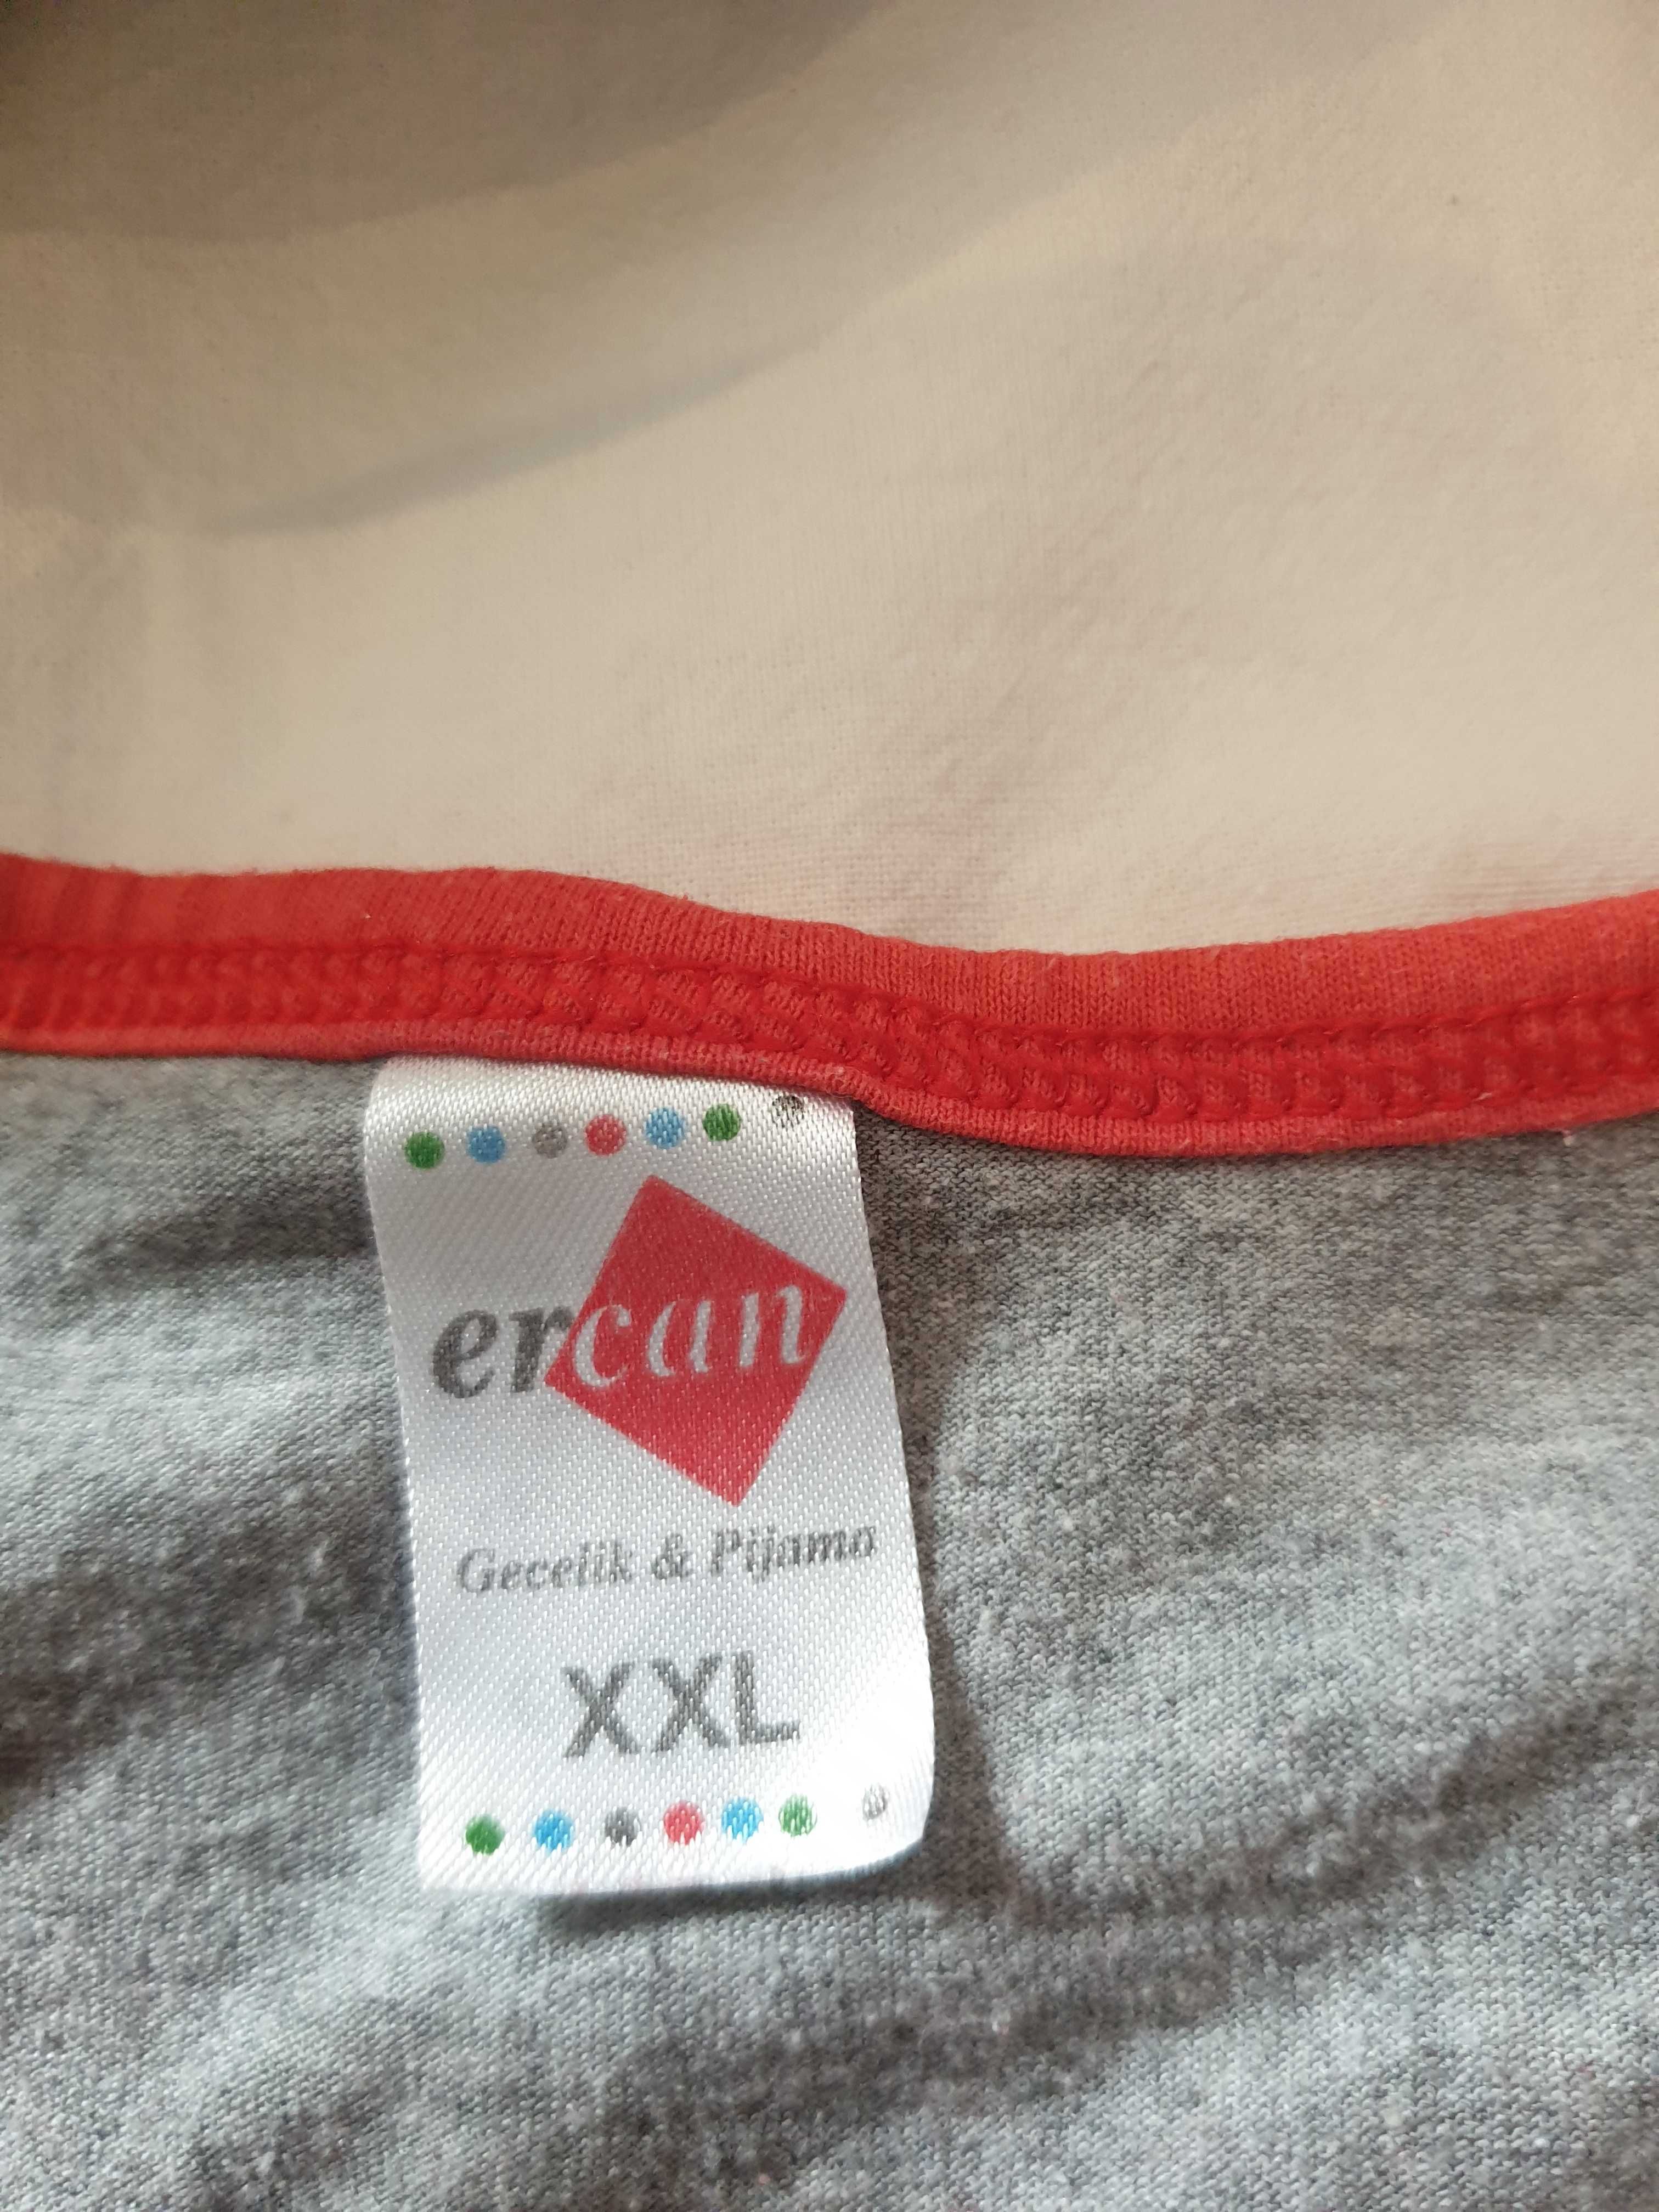 ercan
Gecelik & Pijama
XXL